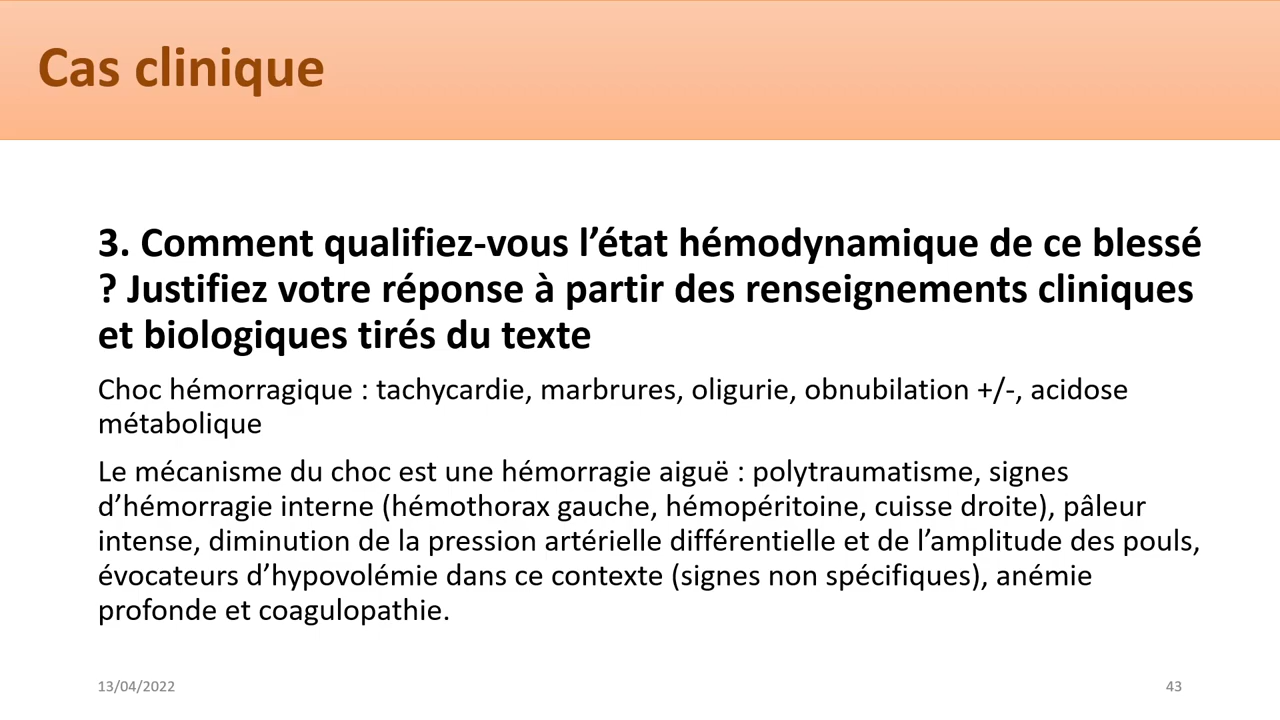 Cas clinique
3. Comment qualifiez-vous l’état hémodynamique de ce blessé
? Justifiez votre réponse à partir des renseignements cliniques
et biologiques tirés du texte
Choc hémorragique : tachycardie, marbrures, oligurie, obnubilation +/-, acidose
métabolique
Le mécanisme du choc est une hémorragie aiguë : polytraumatisme, signes
d’hémorragie interne (hémothorax gauche, hémopéritoine, cuisse droite), pâleur
intense, diminution de la pression artérielle différentielle et de l’amplitude des pouls,
évocateurs d’hypovolémie dans ce contexte (signes non spécifiques), anémie
profonde et coagulopathie.
13/04/2022
43